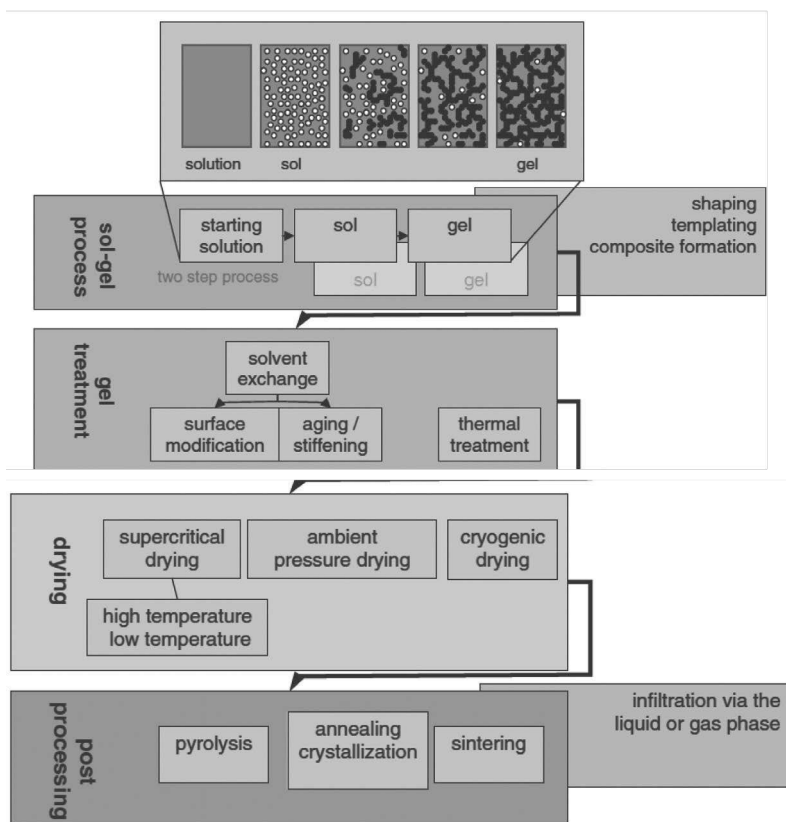 solution
sol
gel
sol-gel
process
starting
solution
sol
gel
two step process
sol
gel
shaping
templating
composite formation
gel
treatment
solvent
exchange
surface
modification
aging /
stiffening
thermal
treatment
drying
supercritical
drying
ambient
pressure drying
cryogenic
drying
high temperature
low temperature
post
processing
pyrolysis
annealing
crystallization
sintering
infiltration via the
liquid or gas phase